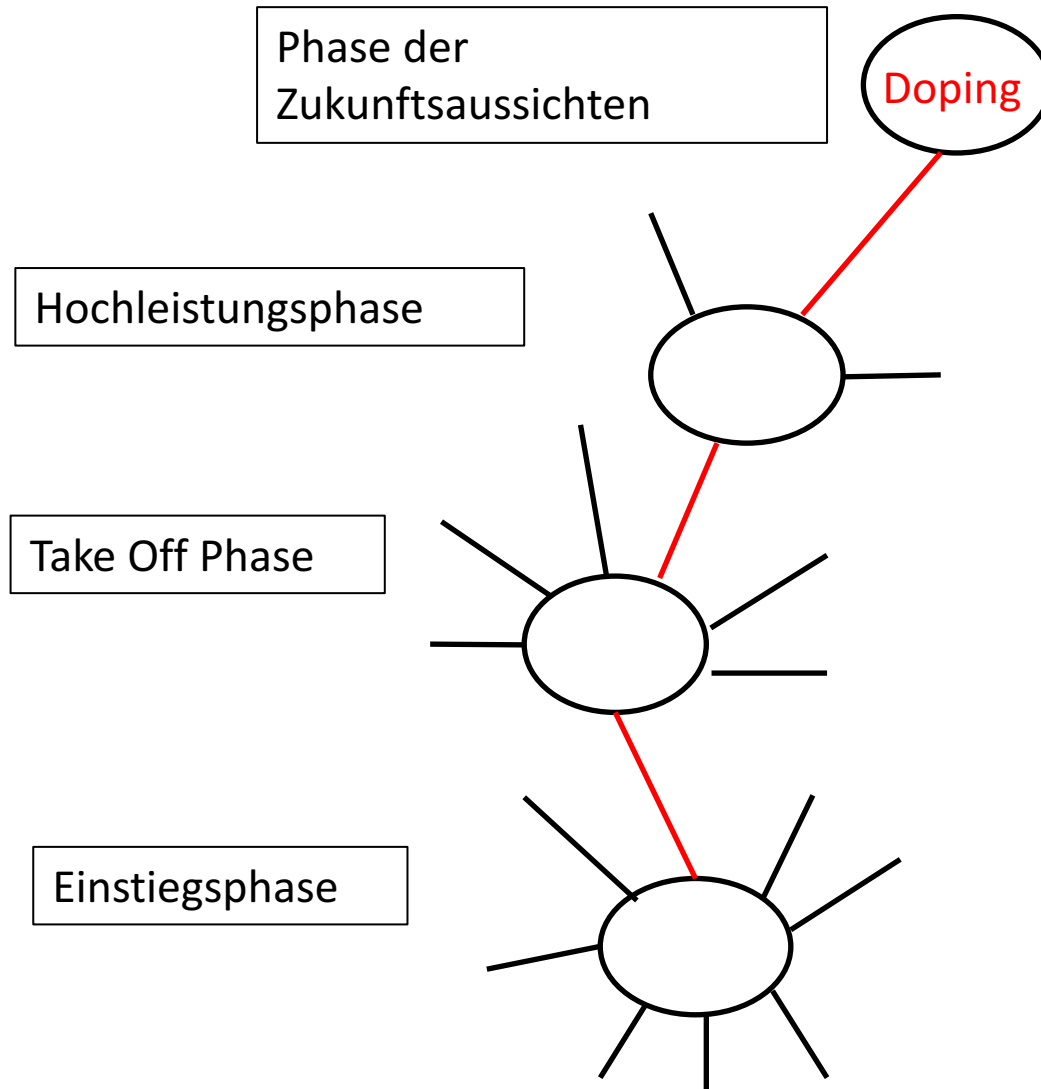 Phase der
Zukunftsaussichten
Doping
Hochleistungsphase
Take Off Phase
Einstiegsphase